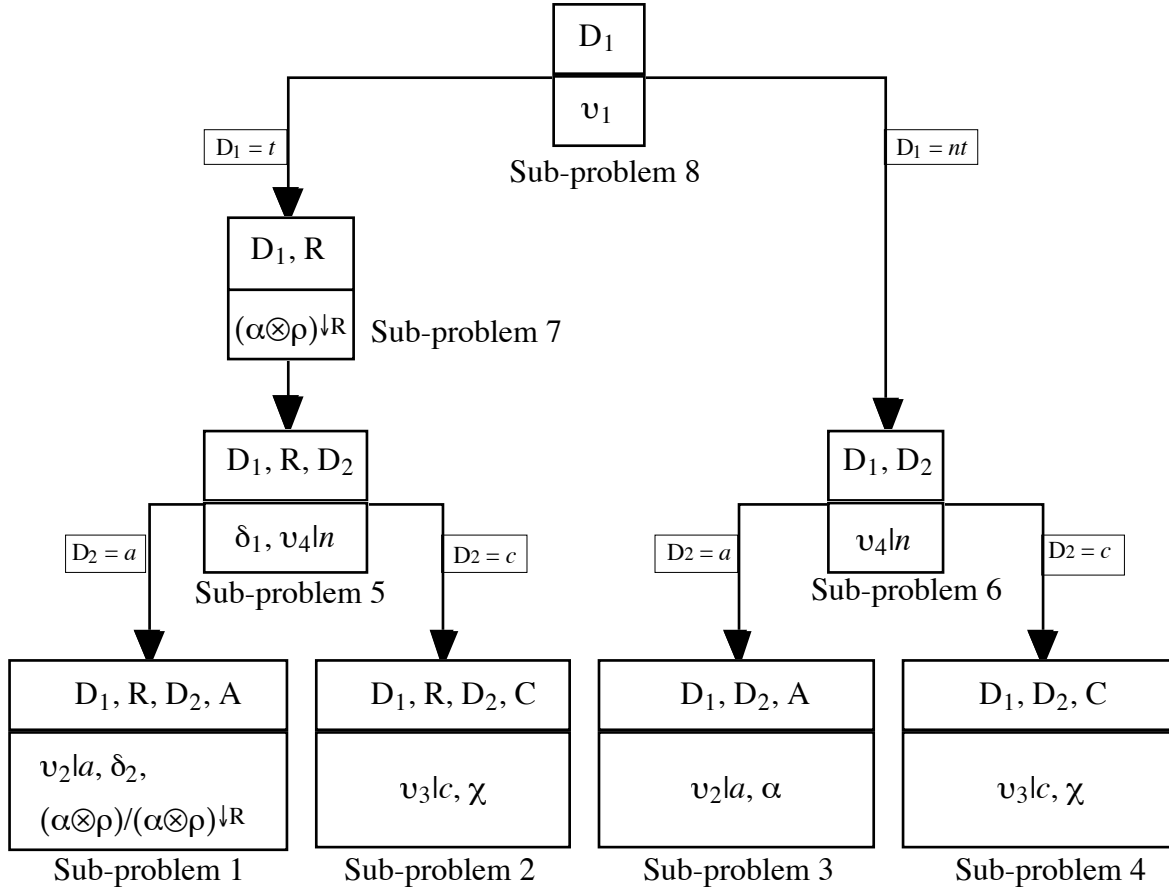 D₁
υ₁
D₁ = t
D₁ = nt
Sub-problem 8
D₁, R
(α⊗ρ)↓R
Sub-problem 7
D₁, R, D₂
D₁, D₂
δ₁, υ₄|n
υ₄|n
D₂ = a
D2 = c
D2 = a
D2 = c
Sub-problem 5
Sub-problem 6
D₁, R, D₂, A
D₁, R, D₂, C
D₁, D₂, A
D₁, D₂, C
υ₂|a, δ₂,
(α⊗ρ)/(α⊗ρ)↓R
υ₃|c, χ
υ₂|a, α
υ₃|c, χ
Sub-problem 1
Sub-problem 2
Sub-problem 3
Sub-problem 4